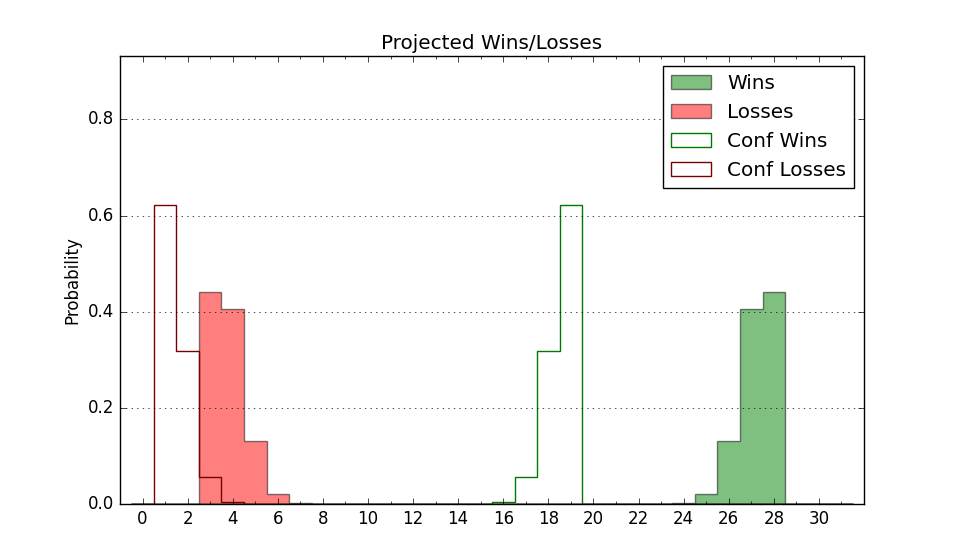 Projected Wins/Losses
Wins
Losses
Conf Wins
Conf Losses
Probability
0.8
0.6
0.4
0.2
0.0
0 2 4 6 8 10 12 14 16 18 20 22 24 26 28 30